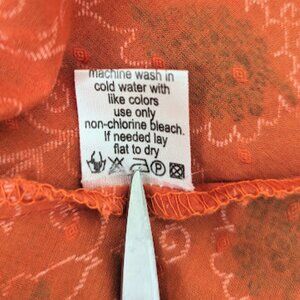 machine wash in
cold water with
like colors
use only
non-chlorine bleach.
If needed lay
flat to dry
P